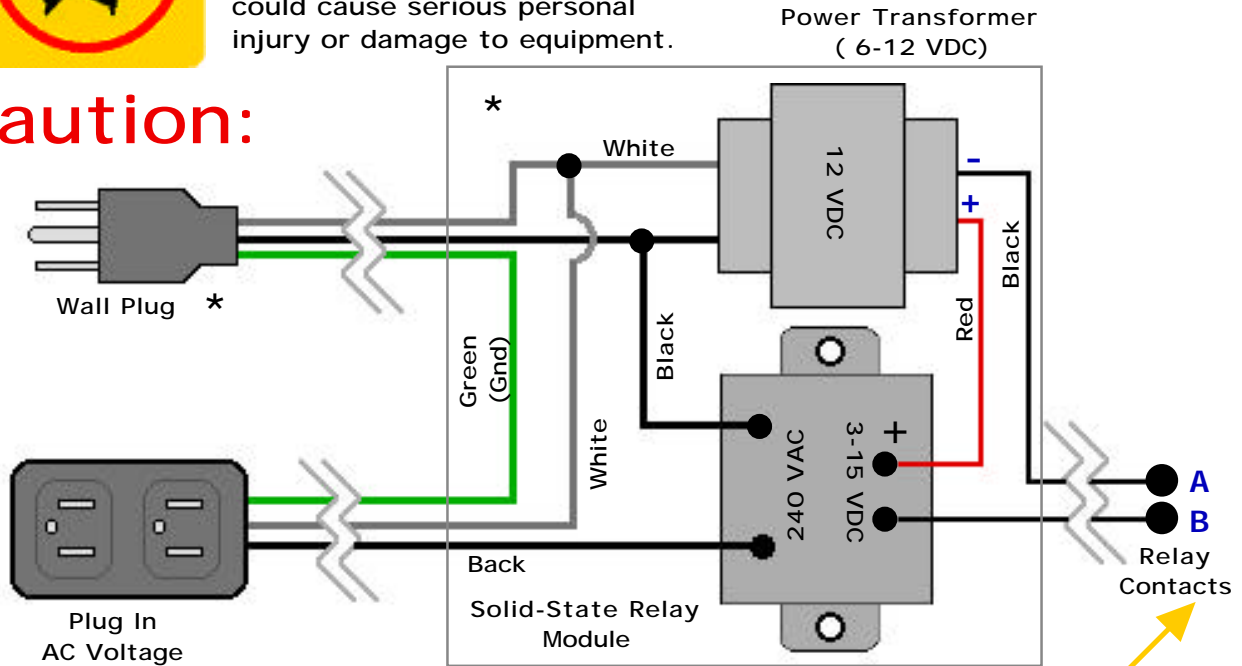 could cause serious personal
injury or damage to equipment.
aution:
Power Transformer
( 6-12 VDC)
*
White
12 VDC
-
+
Black
Red
Wall Plug *
Green
(Gnd)
Black
White
240 VAC
3-15 VDC
+
A
B
Relay
Contacts
Back
Solid-State Relay
Module
Plug In
AC Voltage